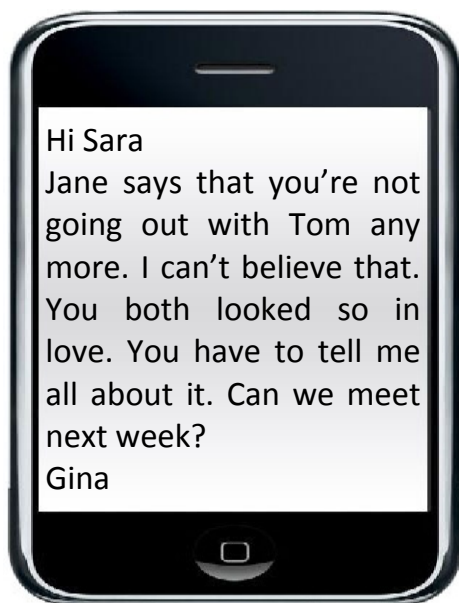 Hi Sara
Jane says that you’re not
going out with Tom any
more. I can’t believe that.
You both looked so in
love. You have to tell me
all about it. Can we meet
next week?
Gina